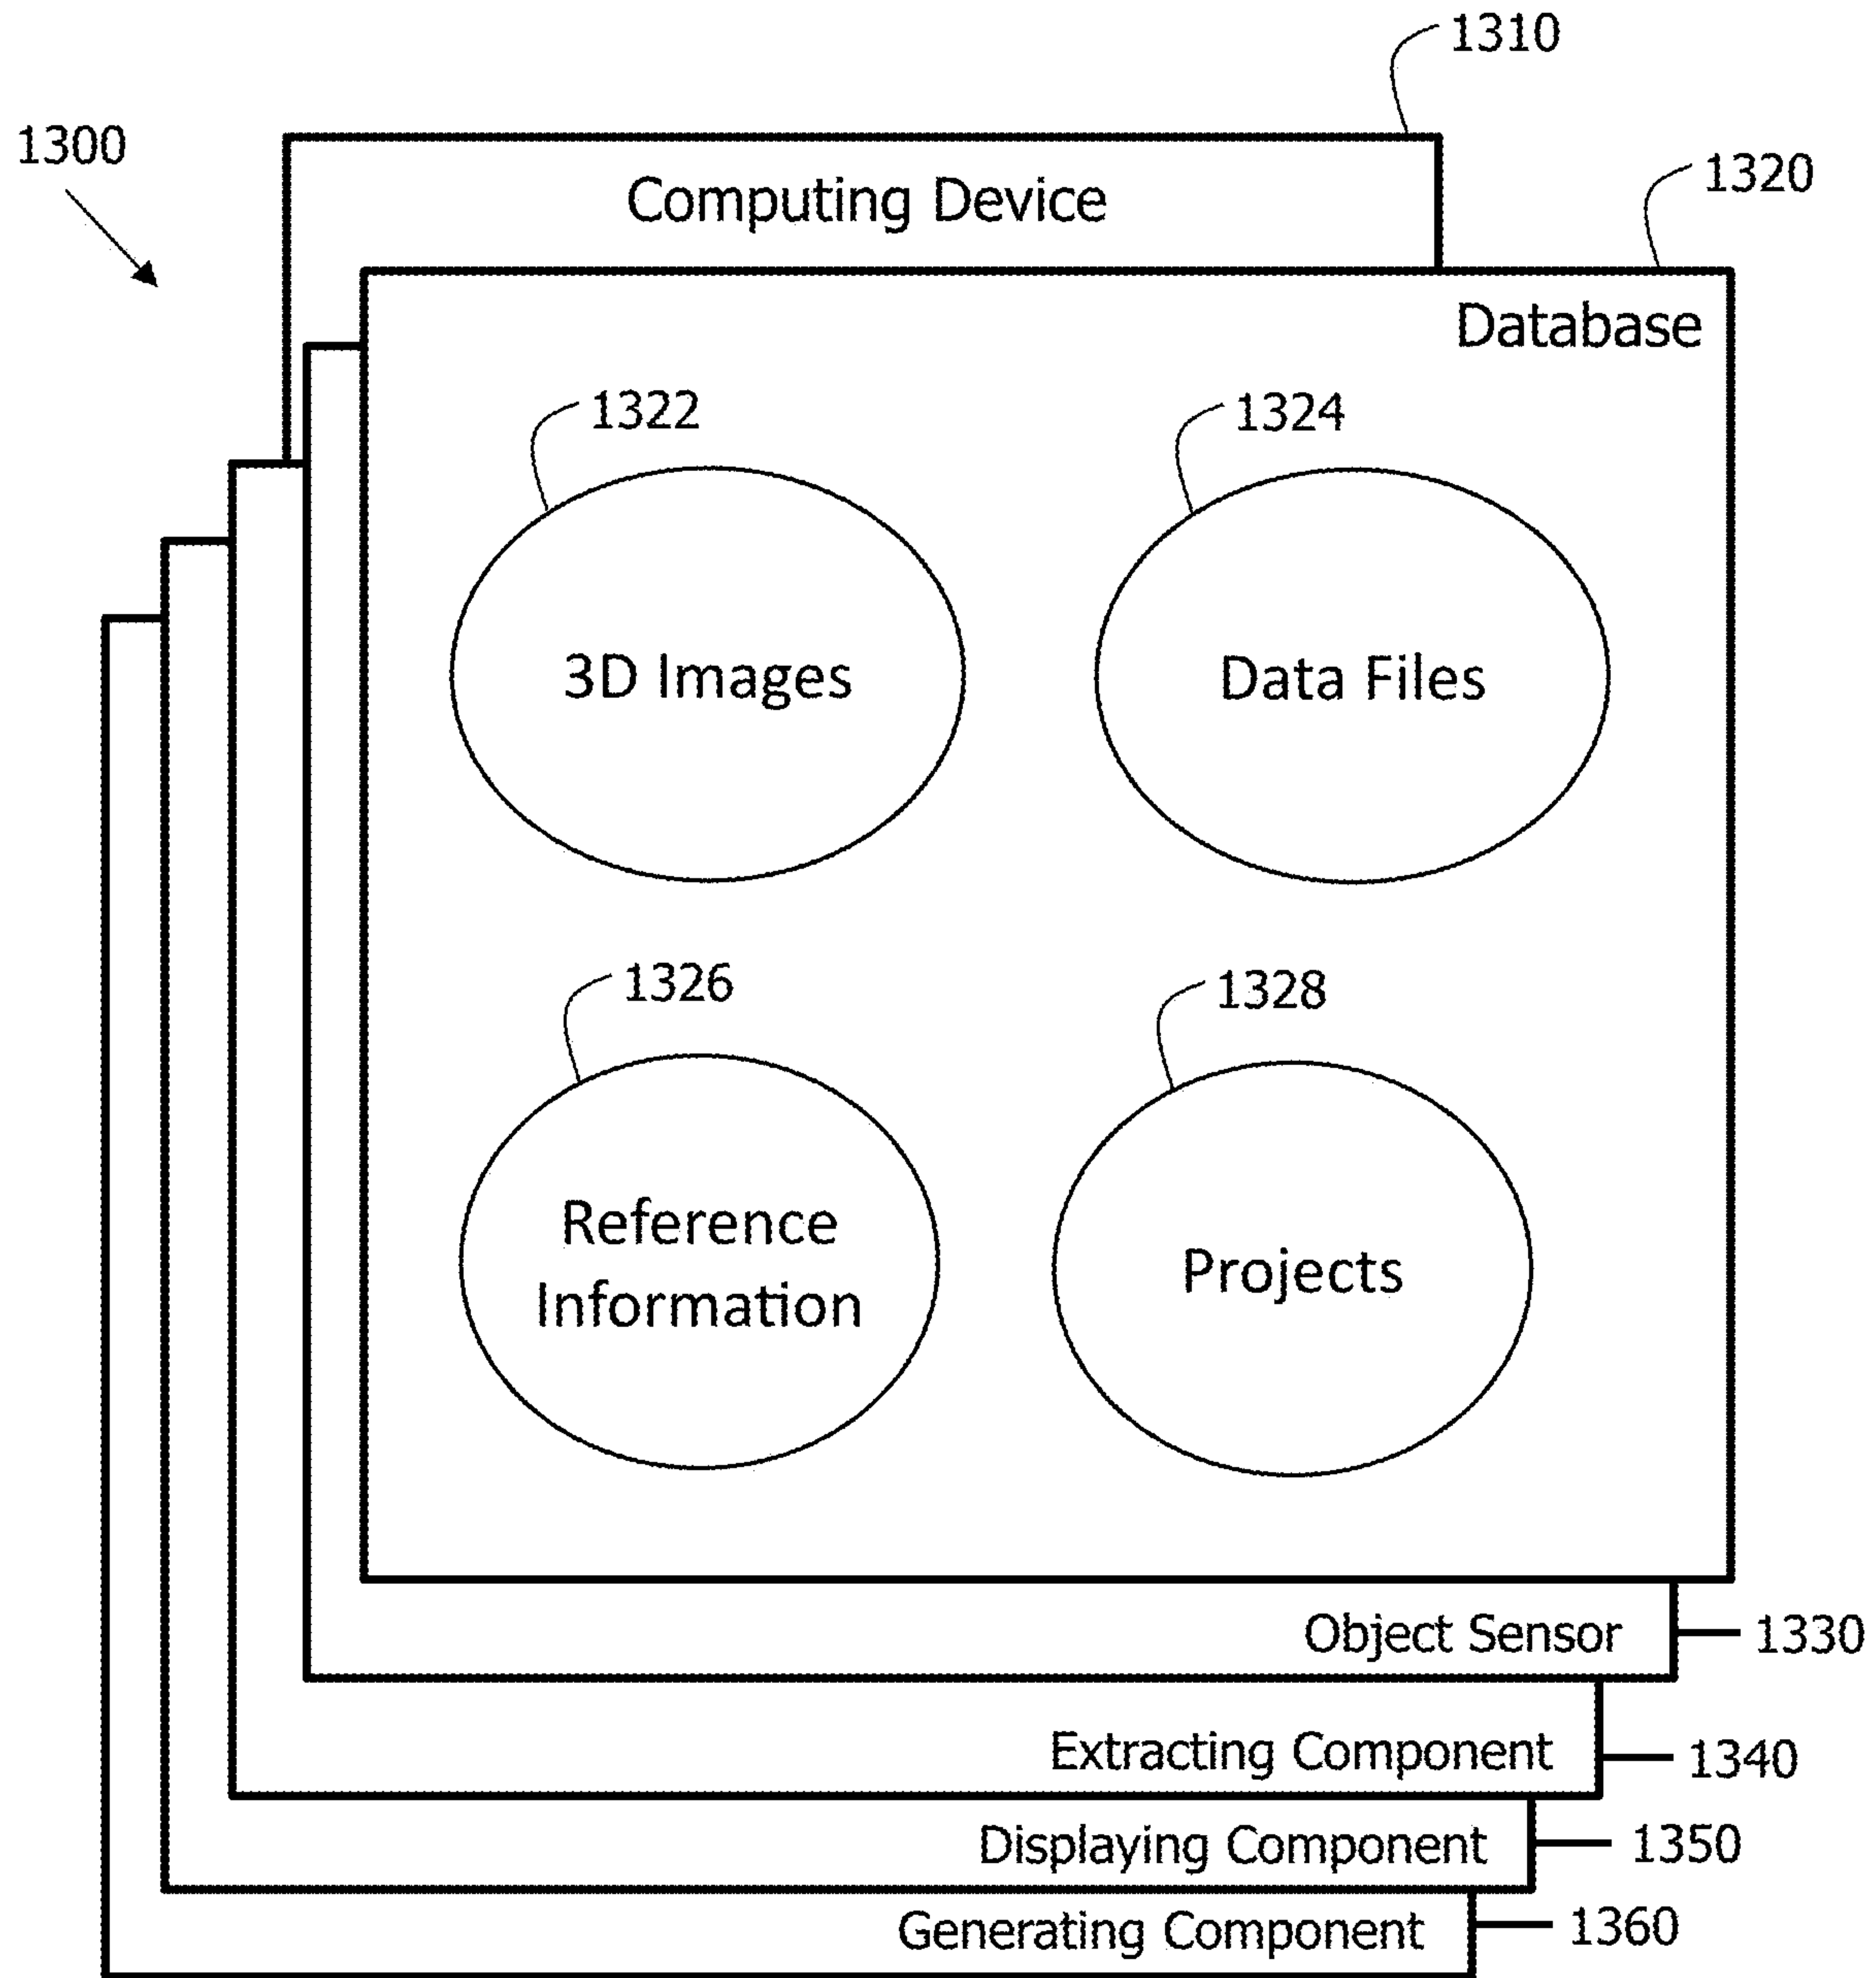 1310
1300
Computing Device
1320
Database
1322
1324
3D Images
Data Files
1326
1328
Reference
Information
Projects
Object Sensor
1330
Extracting Component
1340
Displaying Component
1350
Generating Component
1360